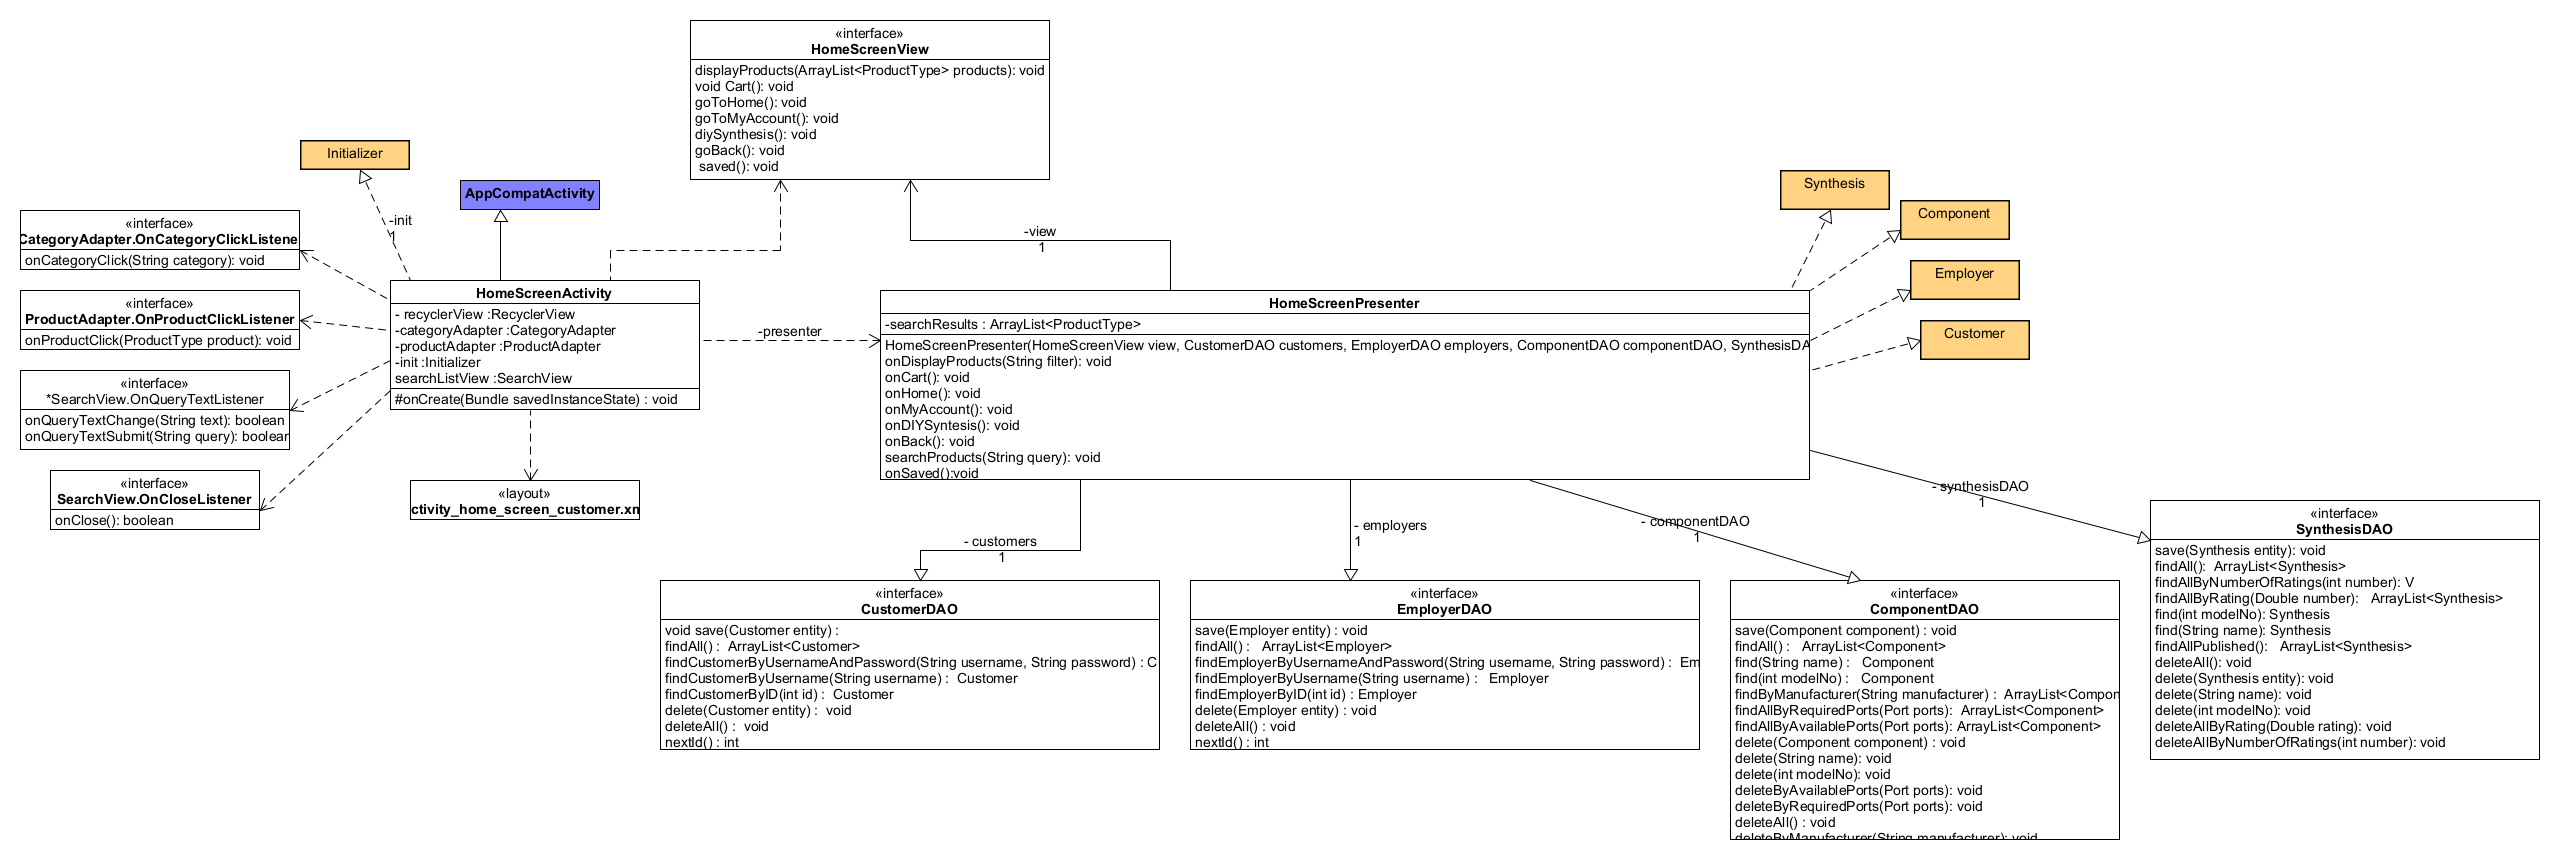 «interface»
HomeScreenView
displayProducts(ArrayList<ProductType> products): void
void Cart(): void
goToHome(): void
goToMyAccount(): void
diySynthesis(): void
goBack(): void
saved(): void
Initializer
AppCompatActivity
-init
1
«interface»
CategoryAdapter.OnCategoryClickListene
onCategoryClick(String category): void
«interface»
ProductAdapter.OnProductClickListener
onProductClick(ProductType product): void
«interface»
*SearchView.OnQueryTextListener
onQueryTextChange(String text): boolean
onQueryTextSubmit(String query): boolean
«interface»
SearchView.OnCloseListener
onClose(): boolean
HomeScreenActivity
- recyclerView :RecyclerView
-categoryAdapter :CategoryAdapter
-productAdapter :ProductAdapter
-init :Initializer
searchListView :SearchView
#onCreate(Bundle savedInstanceState) : void
«layout»
ctivity_home_screen_customer.xn
-presenter
-view
1
HomeScreenPresenter
-searchResults : ArrayList<ProductType>
HomeScreenPresenter(HomeScreenView view, CustomerDAO customers, EmployerDAO employers, ComponentDAO componentDAO, SynthesisDA
onDisplayProducts(String filter): void
onCart(): void
onHome(): void
onMyAccount(): void
onDIYSyntesis(): void
onBack(): void
searchProducts(String query): void
onSaved():void
Synthesis
Component
Employer
Customer
- customers
1
- employers
1
- componentDAO
1
- synthesisDAO
1
«interface»
CustomerDAO
void save(Customer entity) :
findAll() : ArrayList<Customer>
findCustomerByUsernameAndPassword(String username, String password) : C
findCustomerByUsername(String username) : Customer
findCustomerByID(int id) : Customer
delete(Customer entity) : void
deleteAll() : void
nextId() : int
«interface»
EmployerDAO
save(Employer entity) : void
findAll() : ArrayList<Employer>
findEmployerByUsernameAndPassword(String username, String password) : Em
findEmployerByUsername(String username) : Employer
findEmployerByID(int id) : Employer
delete(Employer entity) : void
deleteAll() : void
nextId() : int
«interface»
ComponentDAO
save(Component component) : void
findAll() : ArrayList<Component>
find(String name) : Component
find(int modelNo) : Component
findByManufacturer(String manufacturer) : ArrayList<Compon
findAllByRequiredPorts(Port ports): ArrayList<Component>
findAllByAvailablePorts(Port ports): ArrayList<Component>
delete(Component component) : void
delete(String name): void
delete(int modelNo): void
deleteByAvailablePorts(Port ports): void
deleteByRequiredPorts(Port ports): void
deleteAll() : void
deleteByManufacturer(String manufacturer): void
«interface»
SynthesisDAO
save(Synthesis entity): void
findAll(): ArrayList<Synthesis>
findAllByNumberOfRatings(int number): V
findAllByRating(Double number): ArrayList<Synthesis>
find(int modelNo): Synthesis
find(String name): Synthesis
findAllPublished(): ArrayList<Synthesis>
deleteAll(): void
delete(Synthesis entity): void
delete(String name): void
delete(int modelNo): void
deleteAllByRating(Double rating): void
deleteAllByNumberOfRatings(int number): void